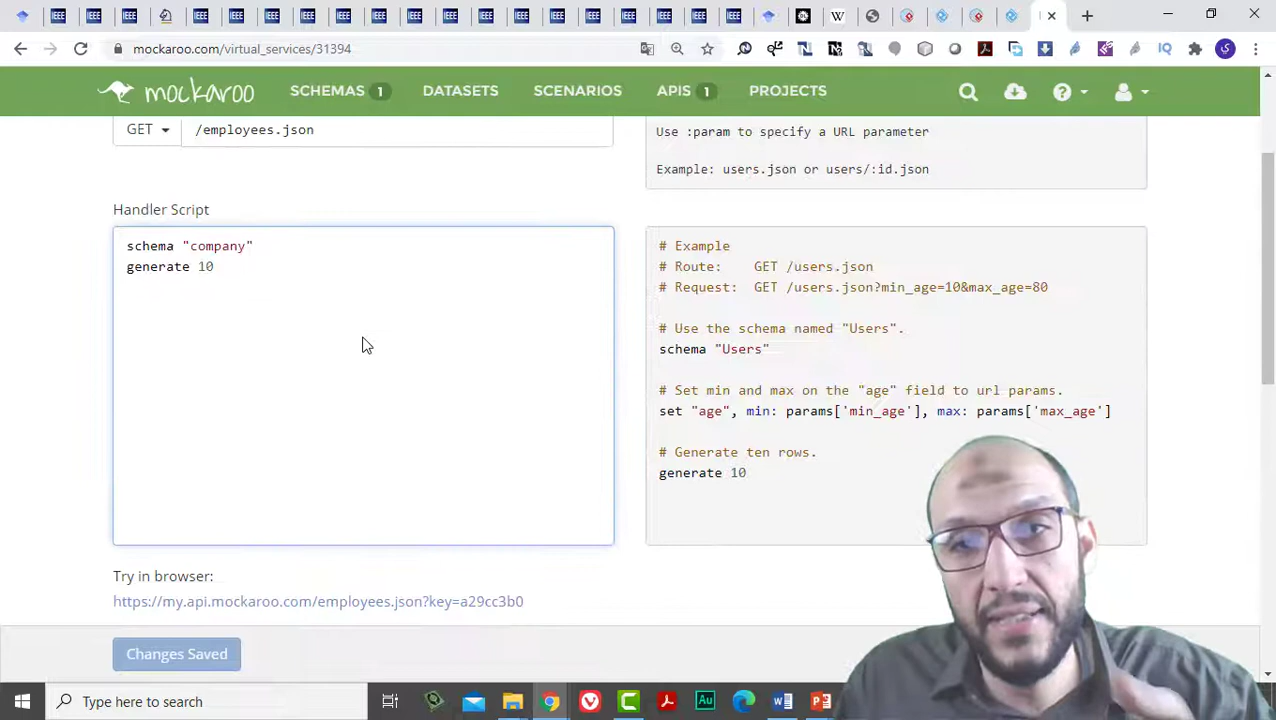 mockaroo.com/virtual_services/31394
mockaroo
SCHEMAS 1
DATASETS
SCENARIOS
APIS 1
PROJECTS
GET
/employees.json
Use :param to specify a URL parameter
Example: users.json or users/:id.json
Handler Script
schema "company"
generate 10
# Example
# Route: GET /users.json
# Request: GET /users.json?min_age=10&max_age=80
# Use the schema named "Users".
schema "Users"
# Set min and max on the "age" field to url params.
set "age", min: params['min_age'], max: params['max_age']
# Generate ten rows.
generate 10
Try in browser:
https://my.api.mockaroo.com/employees.json?key=a29cc3b0
Changes Saved
Type here to search